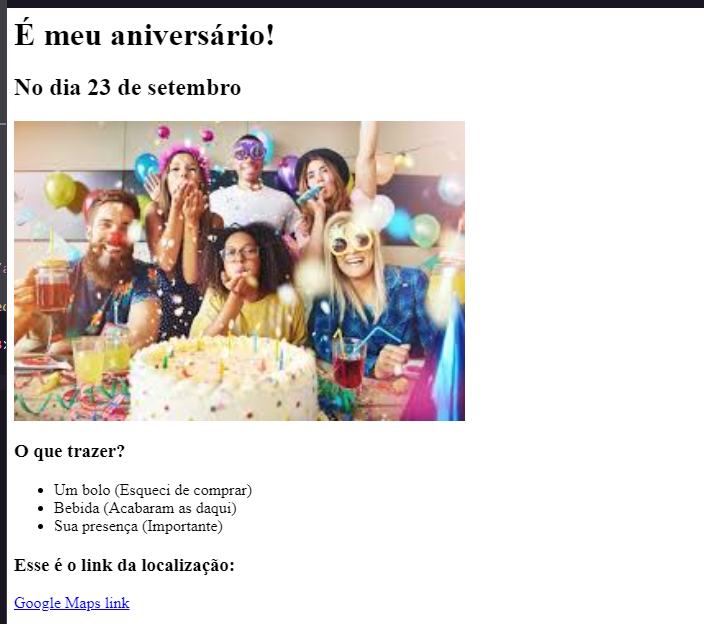 É meu aniversário!
No dia 23 de setembro
O que trazer?
Um bolo (Esqueci de comprar)
Bebida (Acabaram as daqui)
Sua presença (Importante)
Esse é o link da localização:
Google Maps link